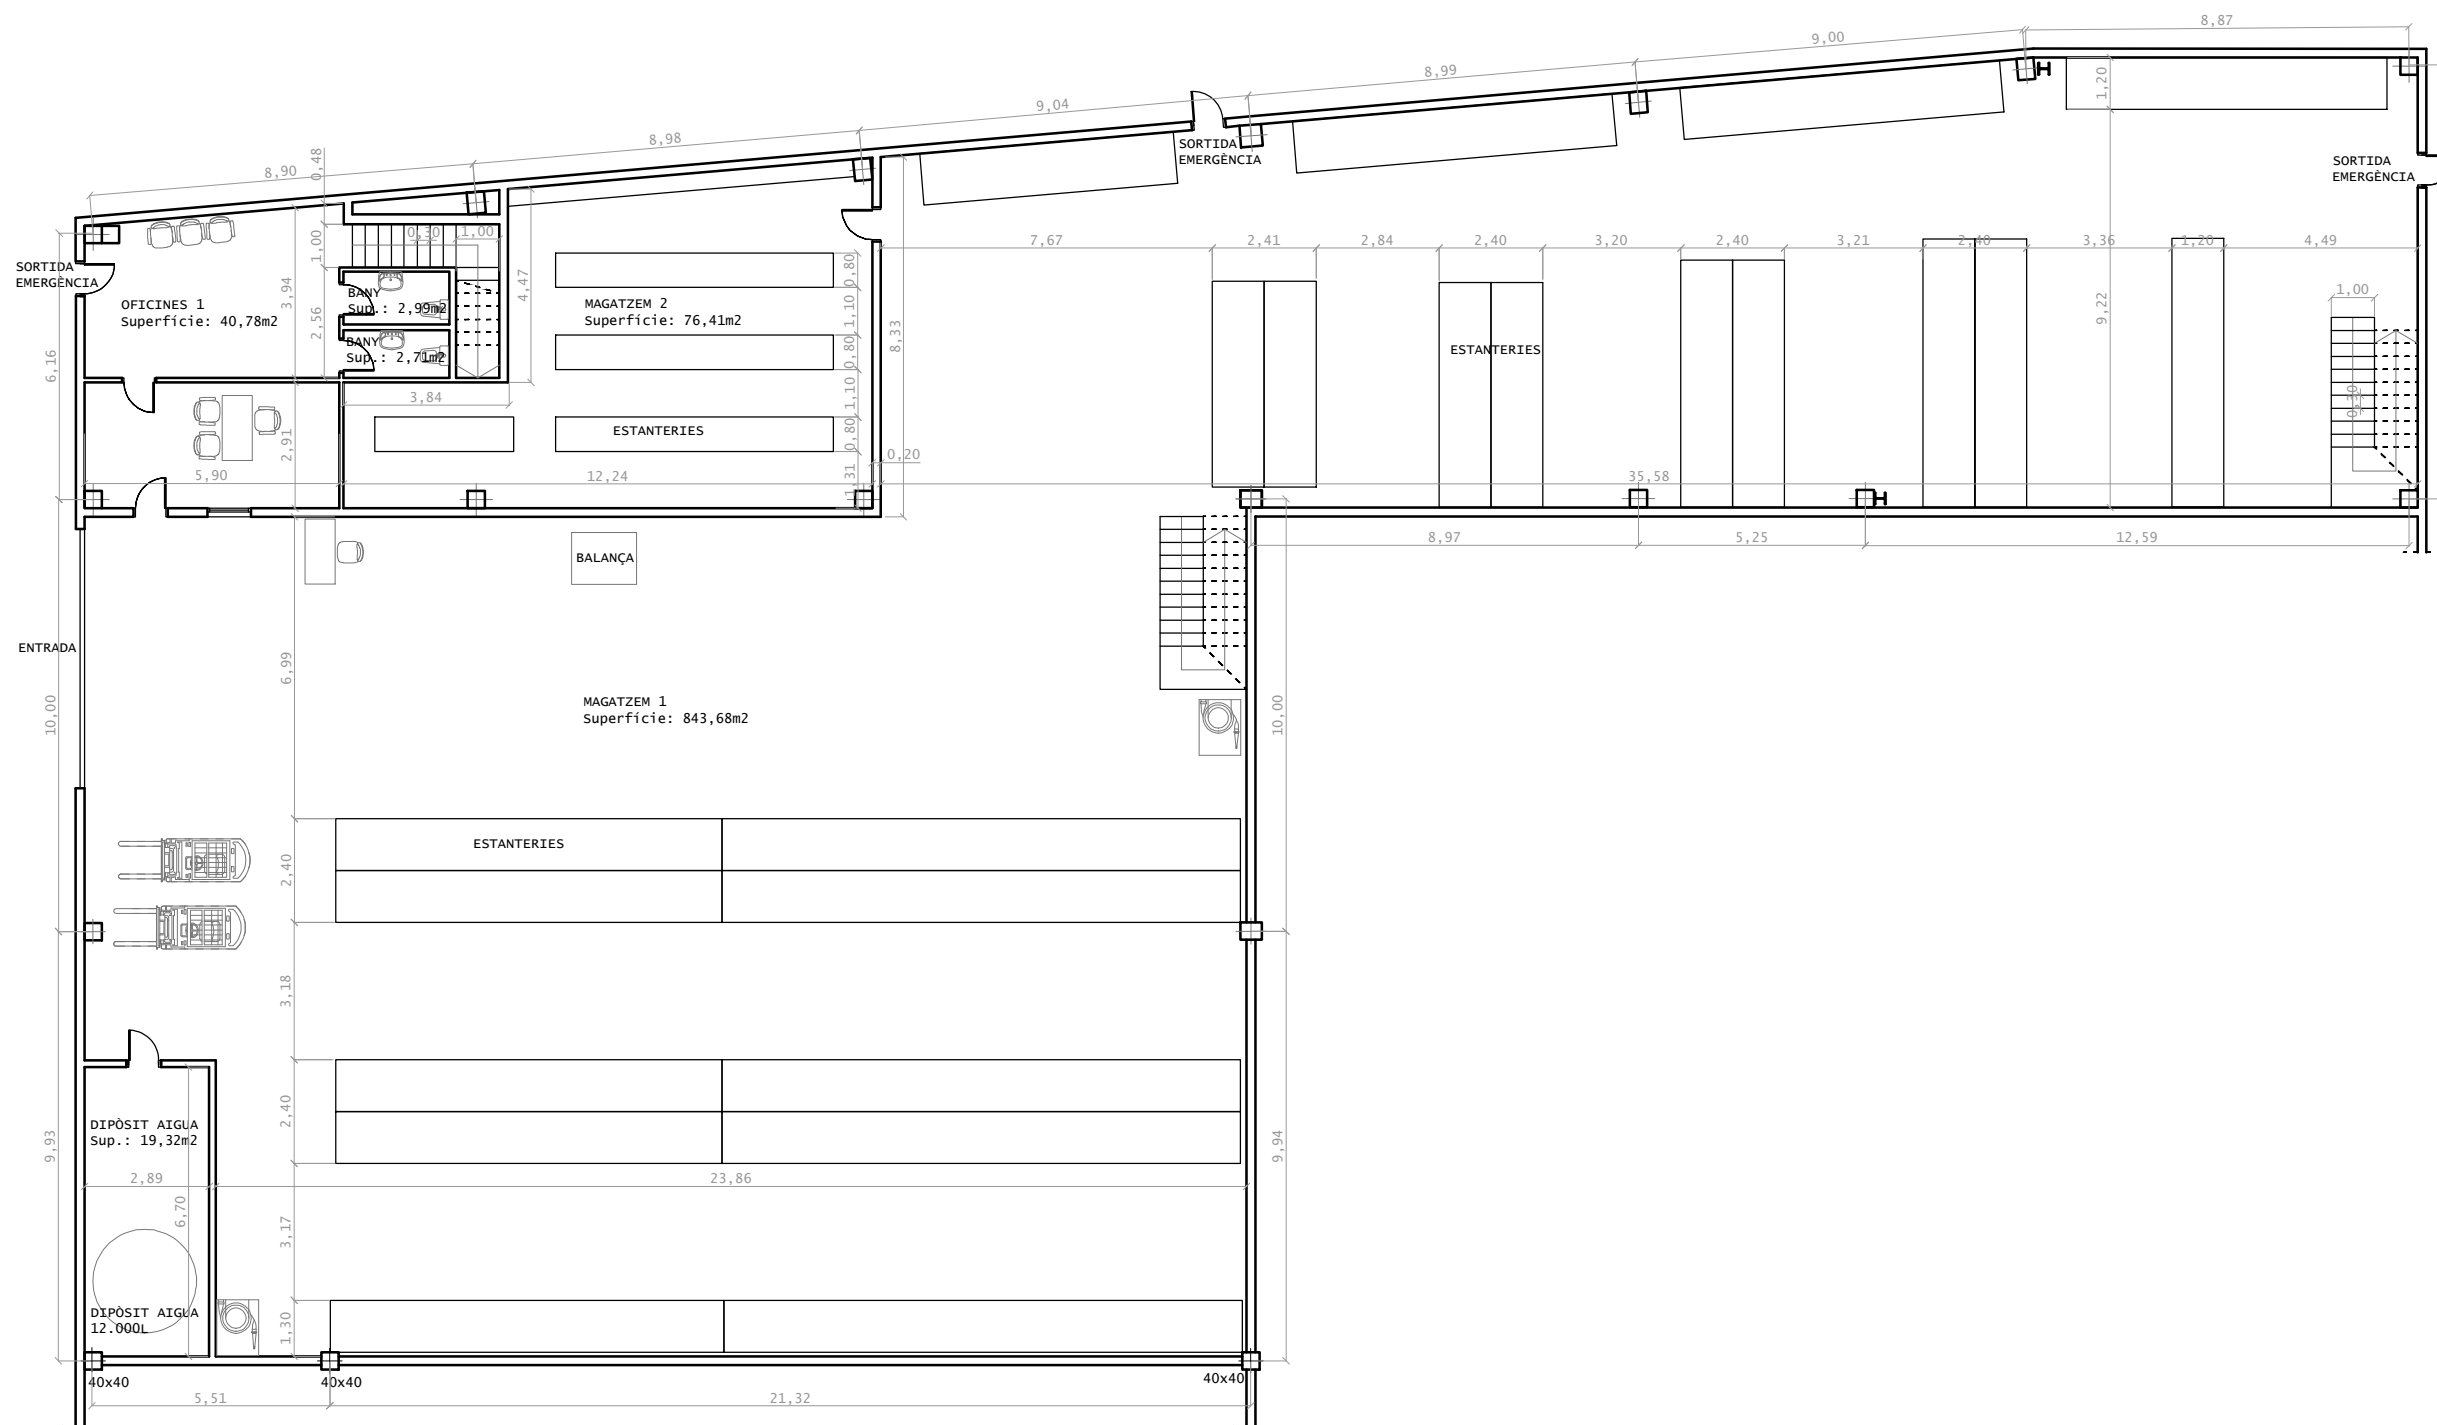 8,87
9,00
8,99
9,04
8,98
8,90
0,48
1,20
SORTIDA
EMERGÈNCIA
SORTIDA
EMERGÈNCIA
SORTIDA
EMERGÈNCIA
0,30
1,00
1,00
3,94
2,56
4,47
OFICINES 1
Superfície: 40,78m2
BANY
Sup.: 2,99m2
BANY
Sup.: 2,71m2
MAGATZEM 2
Superfície: 76,41m2
0,80
1,10
0,80
1,10
0,80
1,31
8,33
7,67
2,41
2,84
2,40
3,20
2,40
3,21
2,40
3,36
1,20
4,49
9,22
1,00
0,30
ESTANTERIES
6,16
3,84
2,91
ESTANTERIES
0,20
5,90
12,24
35,58
8,97
5,25
12,59
BALANÇA
ENTRADA
6,99
10,00
10,00
MAGATZEM 1
Superfície: 843,68m2
ESTANTERIES
2,40
3,18
2,40
9,93
9,94
DIPÒSIT AIGUA
Sup.: 19,32m2
2,89
23,86
6,70
3,17
1,30
DIPÒSIT AIGUA
12.000L
40x40
40x40
40x40
5,51
21,32